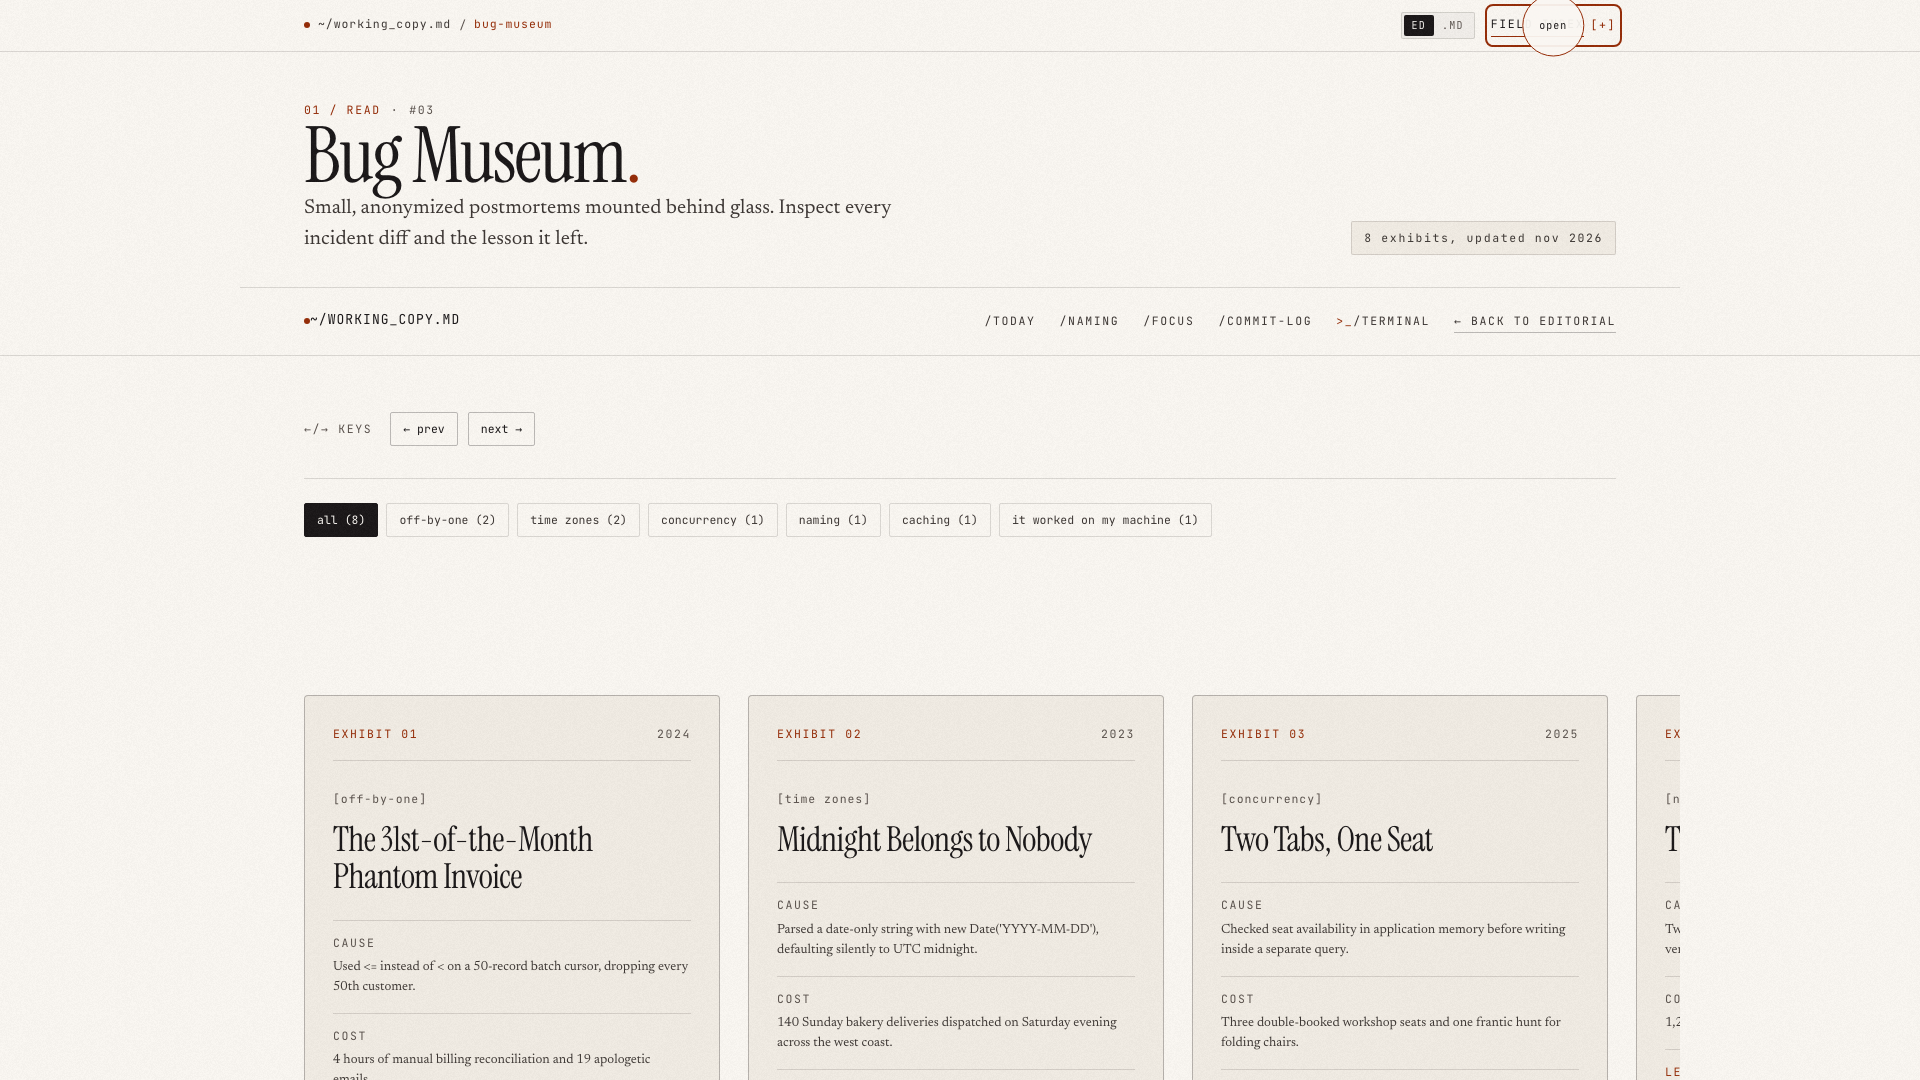 ~/working_copy.md / bug-museum
ED .MD
open [+]
01 / READ · #03
Bug Museum.
Small, anonymized postmortems mounted behind glass. Inspect every
incident diff and the lesson it left.
8 exhibits, updated nov 2026
~/WORKING_COPY.MD
/TODAY /NAMING /FOCUS /COMMIT-LOG >_/TERMINAL ← BACK TO EDITORIAL
←/→ KEYS ← prev next →
all (8) off-by-one (2) time zones (2) concurrency (1) naming (1) caching (1) it worked on my machine (1)
EXHIBIT 01 2024
[off-by-one]
The 31st-of-the-Month
Phantom Invoice
CAUSE
Used <= instead of < on a 50-record batch cursor, dropping every
50th customer.
COST
4 hours of manual billing reconciliation and 19 apologetic
emails.
EXHIBIT 02 2023
[time zones]
Midnight Belongs to Nobody
CAUSE
Parsed a date-only string with new Date('YYYY-MM-DD'),
defaulting silently to UTC midnight.
COST
140 Sunday bakery deliveries dispatched on Saturday evening
across the west coast.
EXHIBIT 03 2025
[concurrency]
Two Tabs, One Seat
CAUSE
Checked seat availability in application memory before writing
inside a separate query.
COST
Three double-booked workshop seats and one frantic hunt for
folding chairs.